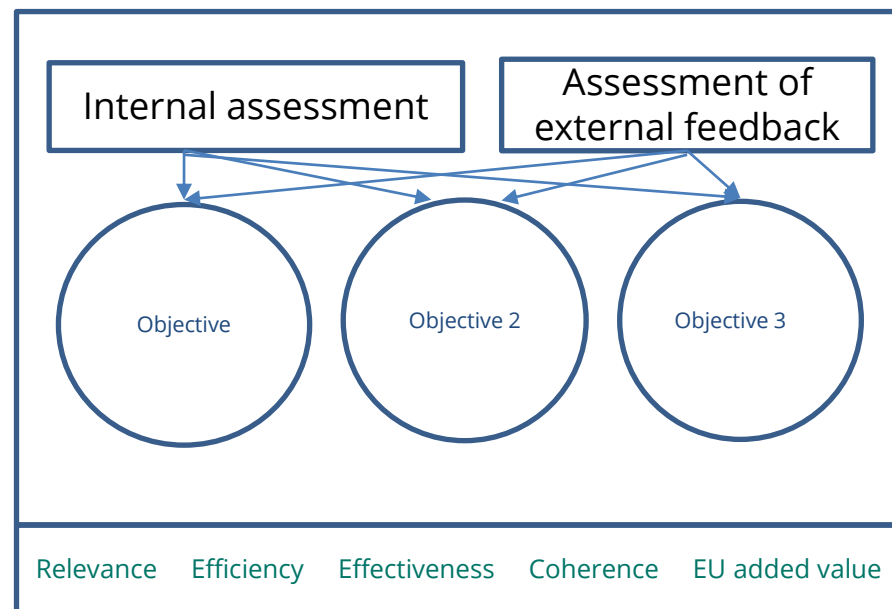 Internal assessment
Assessment of
external feedback
Objective
Objective 2
Objective 3
Relevance Efficiency Effectiveness Coherence EU added value